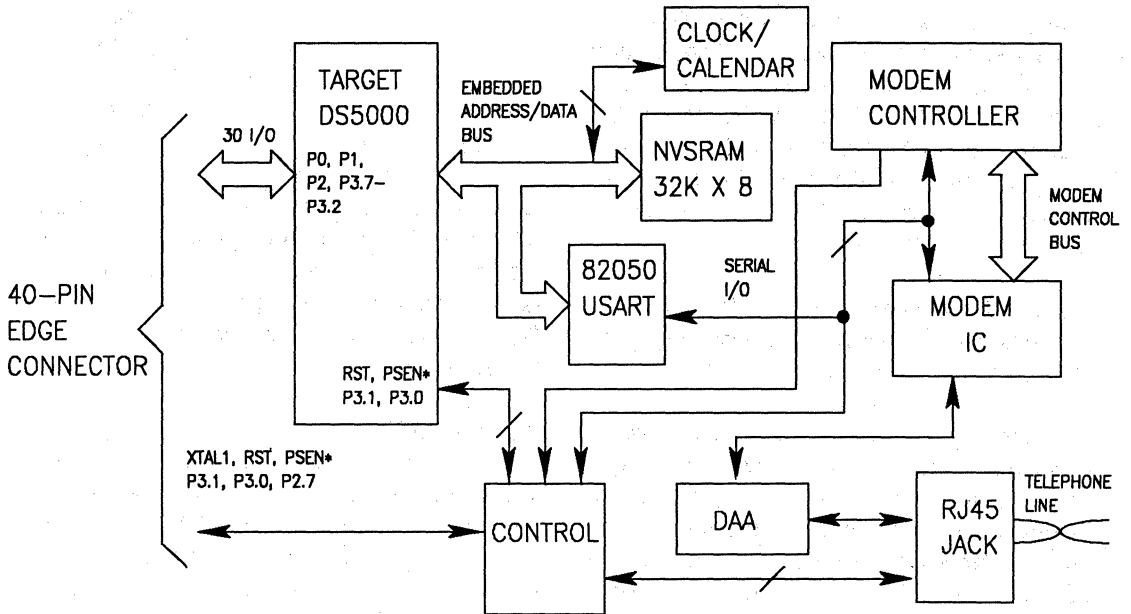 CLOCK/
CALENDAR
TARGET
DS5000
MODEM
CONTROLLER
EMBEDDED
ADDRESS/DATA
BUS
30 I/O
P0, P1,
P2, P3.7–
P3.2
NVSRAM
32K X 8
MODEM
CONTROL
BUS
82050
USART
SERIAL
I/O
40–PIN
EDGE
CONNECTOR
MODEM
IC
RST, PSEN*
P3.1, P3.0
XTAL1, RST, PSEN*
P3.1, P3.0, P2.7
CONTROL
DAA
RJ45
JACK
TELEPHONE
LINE